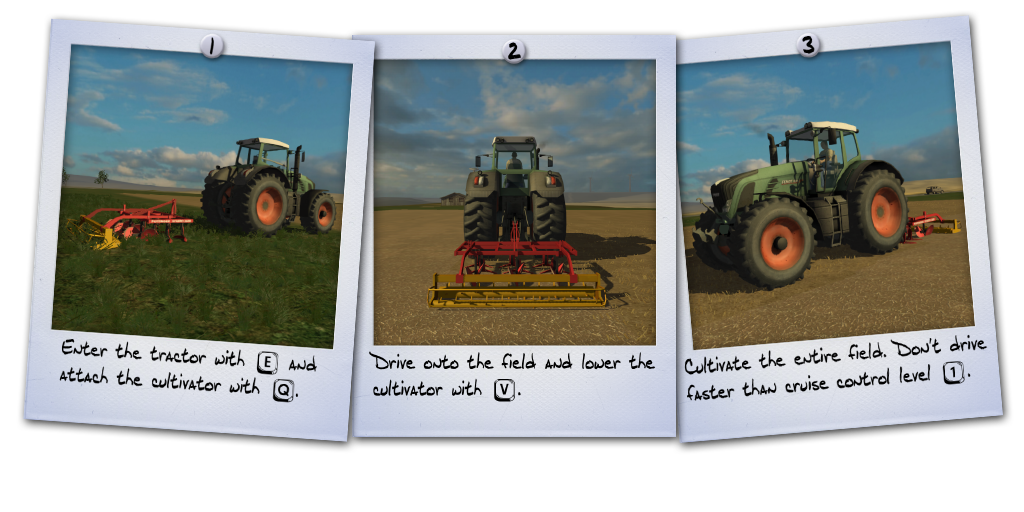 1
Enter the tractor with E and
attach the cultivator with Q.
2
Drive onto the field and lower the
cultivator with V.
3
Cultivate the entire field. Don't drive
faster than cruise control level 1.